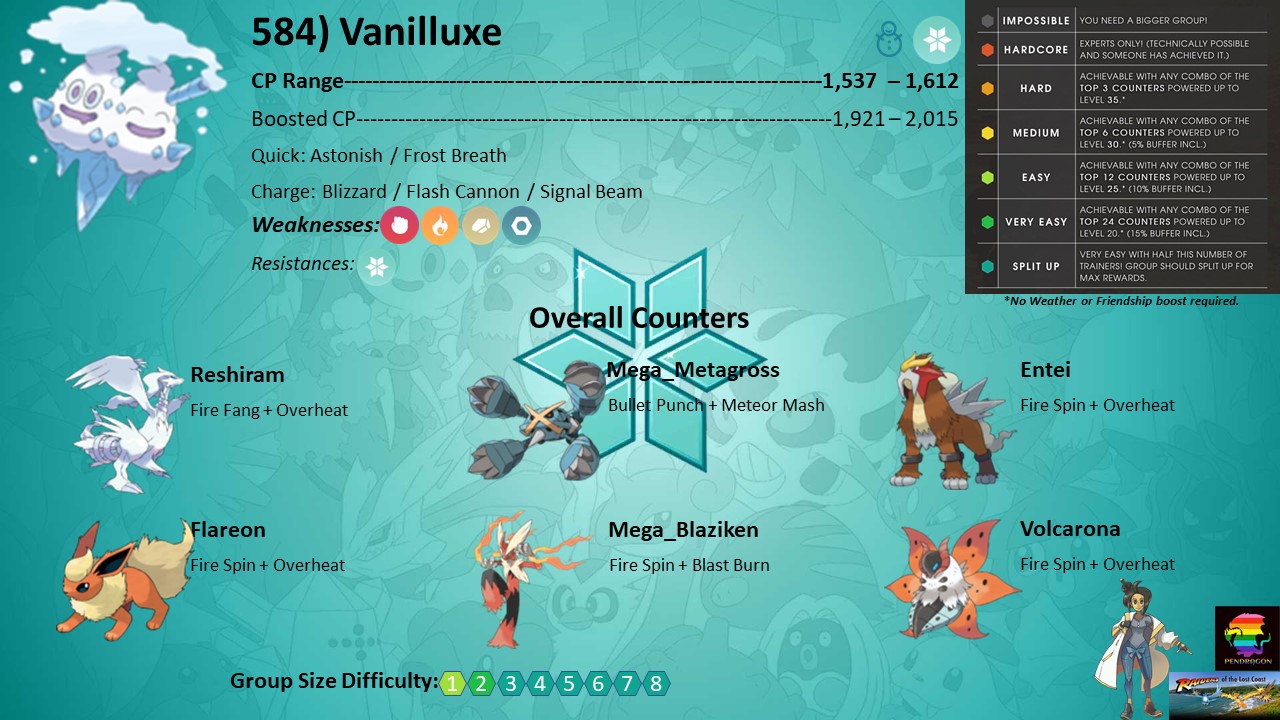 584) Vanilluxe
CP Range----------------------------------------------------------------------1,537 – 1,612
Boosted CP----------------------------------------------------------------------1,921 – 2,015
Quick: Astonish / Frost Breath
Charge: Blizzard / Flash Cannon / Signal Beam
Weaknesses:
Resistances:
IMPOSSIBLE YOU NEED A BIGGER GROUP!
HARDCORE EXPERTS ONLY! (TECHNICALLY POSSIBLE
AND SOMEONE HAS ACHIEVED IT.)
HARD ACHIEVABLE WITH ANY COMBO OF THE
TOP 3 COUNTERS POWERED UP TO
LEVEL 35.*
MEDIUM ACHIEVABLE WITH ANY COMBO OF THE
TOP 6 COUNTERS POWERED UP TO
LEVEL 30.* (5% BUFFER INCL.)
EASY ACHIEVABLE WITH ANY COMBO OF THE
TOP 12 COUNTERS POWERED UP TO
LEVEL 25.* (10% BUFFER INCL.)
VERY EASY ACHIEVABLE WITH ANY COMBO OF THE
TOP 24 COUNTERS POWERED UP TO
LEVEL 20.* (15% BUFFER INCL.)
SPLIT UP VERY EASY WITH HALF THIS NUMBER OF
TRAINERS! GROUP SHOULD SPLIT UP FOR
MAX REWARDS.
*No Weather or Friendship boost required.
Overall Counters
Reshiram
Fire Fang + Overheat
Mega_Metagross
Bullet Punch + Meteor Mash
Entei
Fire Spin + Overheat
Flareon
Fire Spin + Overheat
Mega_Blaziken
Fire Spin + Blast Burn
Volcarona
Fire Spin + Overheat
Group Size Difficulty: 1 2 3 4 5 6 7 8
PENDRAGON
RAIDERS of the Lost Coast